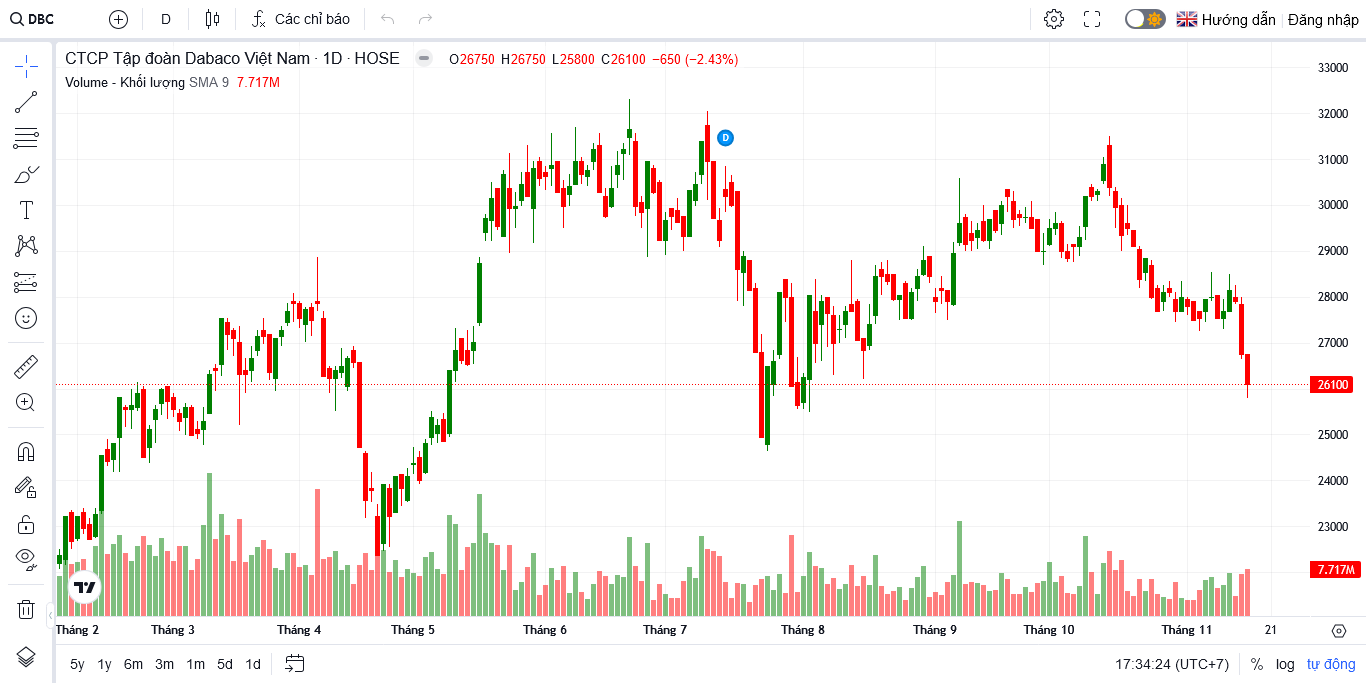 DBC D Các chỉ báo Hướng dẫn Đăng nhập
CTCP Tập đoàn Dabaco Việt Nam · 1D · HOSE O26750 H26750 L25800 C26100 −650 (−2.43%)
Volume - Khối lượng SMA 9 7.717M
D
33000
32000
31000
30000
29000
28000
27000
26100
25000
24000
23000
7.717M
Tháng 2 Tháng 3 Tháng 4 Tháng 5 Tháng 6 Tháng 7 Tháng 8 Tháng 9 Tháng 10 Tháng 11 21
5y 1y 6m 3m 1m 5d 1d 17:34:24 (UTC+7) % log tự động